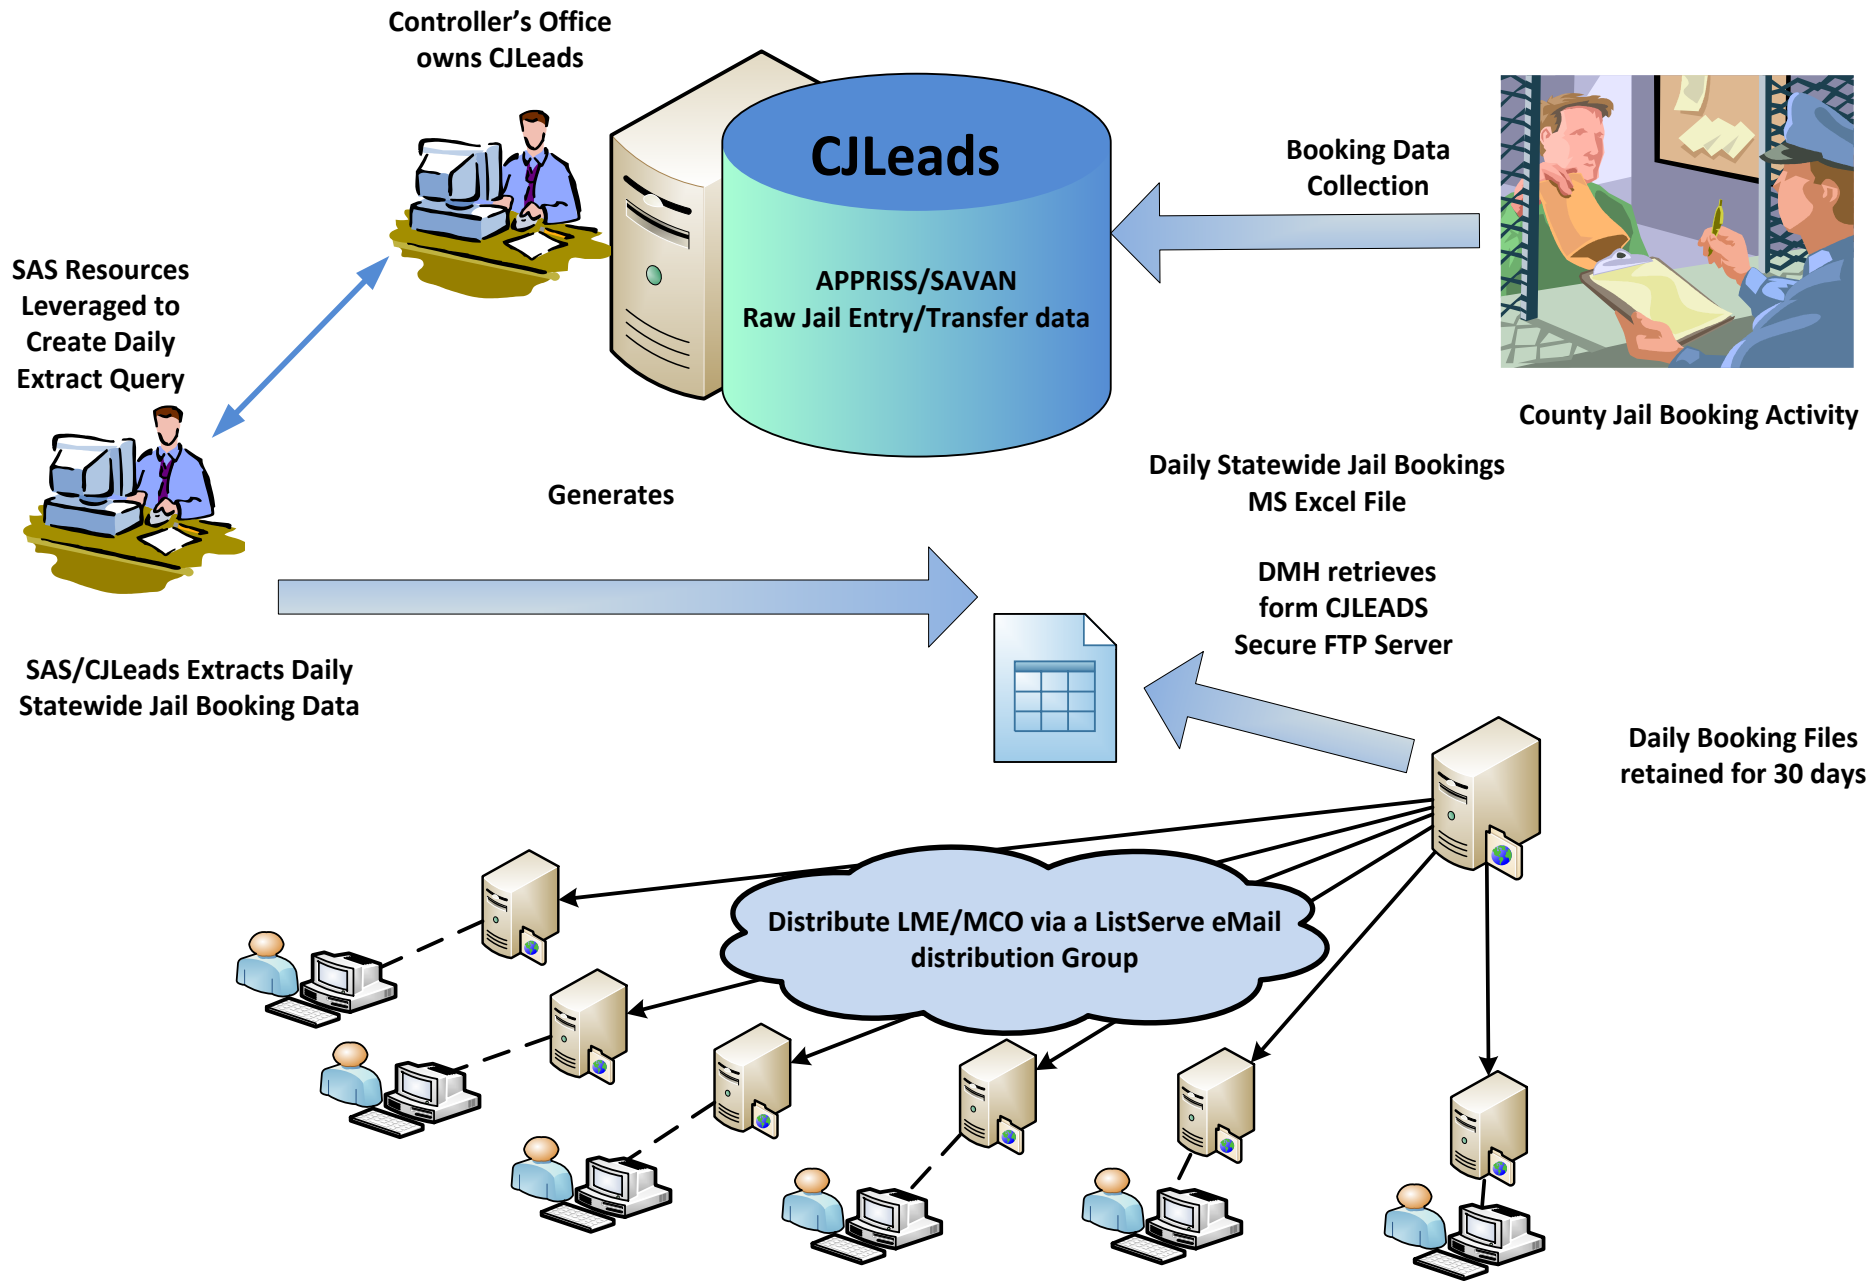 Controller’s Office
owns CJLeads
CJLeads
APPRISS/SAVAN
Raw Jail Entry/Transfer data
Booking Data
Collection
County Jail Booking Activity
SAS Resources
Leveraged to
Create Daily
Extract Query
Generates
Daily Statewide Jail Bookings
MS Excel File
DMH retrieves
form CJLEADS
Secure FTP Server
SAS/CJLeads Extracts Daily
Statewide Jail Booking Data
Daily Booking Files
retained for 30 days
Distribute LME/MCO via a ListServe eMail
distribution Group